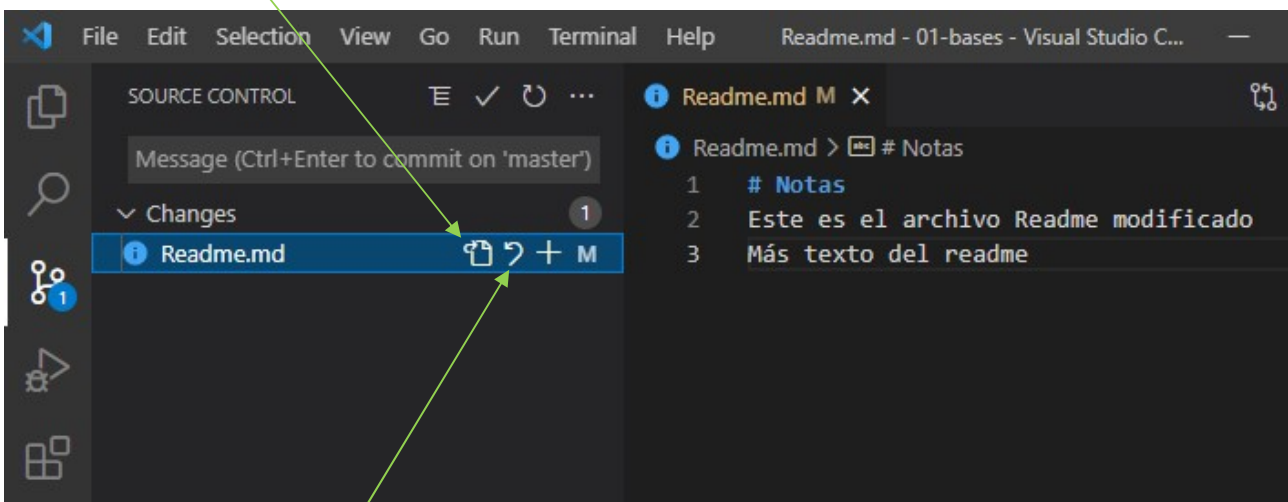 File Edit Selection View Go Run Terminal Help Readme.md - 01-bases - Visual Studio C...
SOURCE CONTROL
Message (Ctrl+Enter to commit on 'master')
Changes 1
Readme.md M
1
Readme.md M
Readme.md > abc # Notas
1 # Notas
2 Este es el archivo Readme modificado
3 Más texto del readme